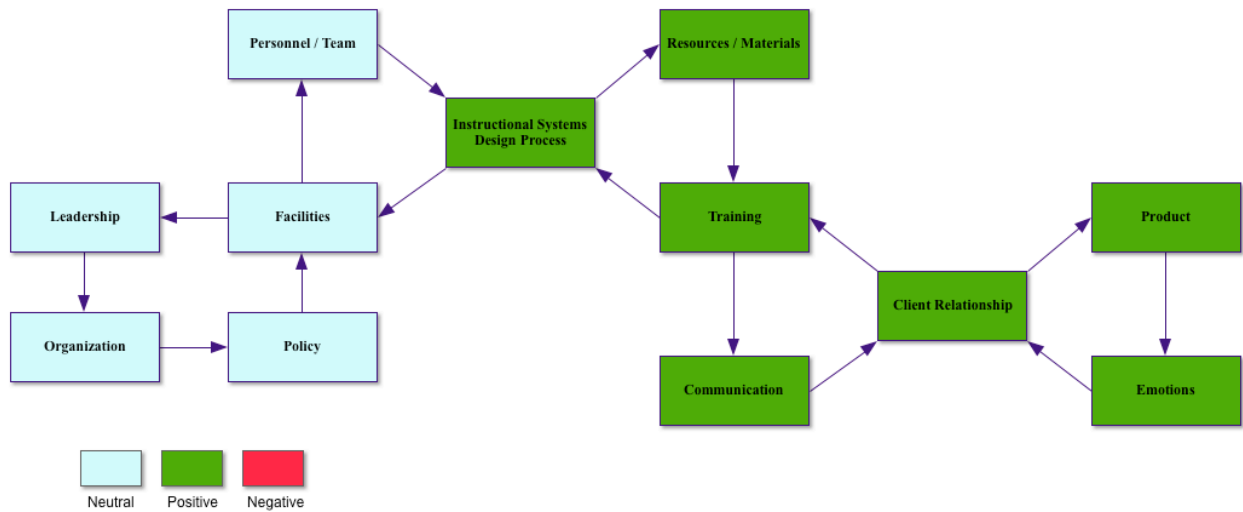 Personnel / Team
Resources / Materials
Instructional Systems
Design Process
Leadership
Facilities
Training
Product
Client Relationship
Organization
Policy
Communication
Emotions
Neutral
Positive
Negative